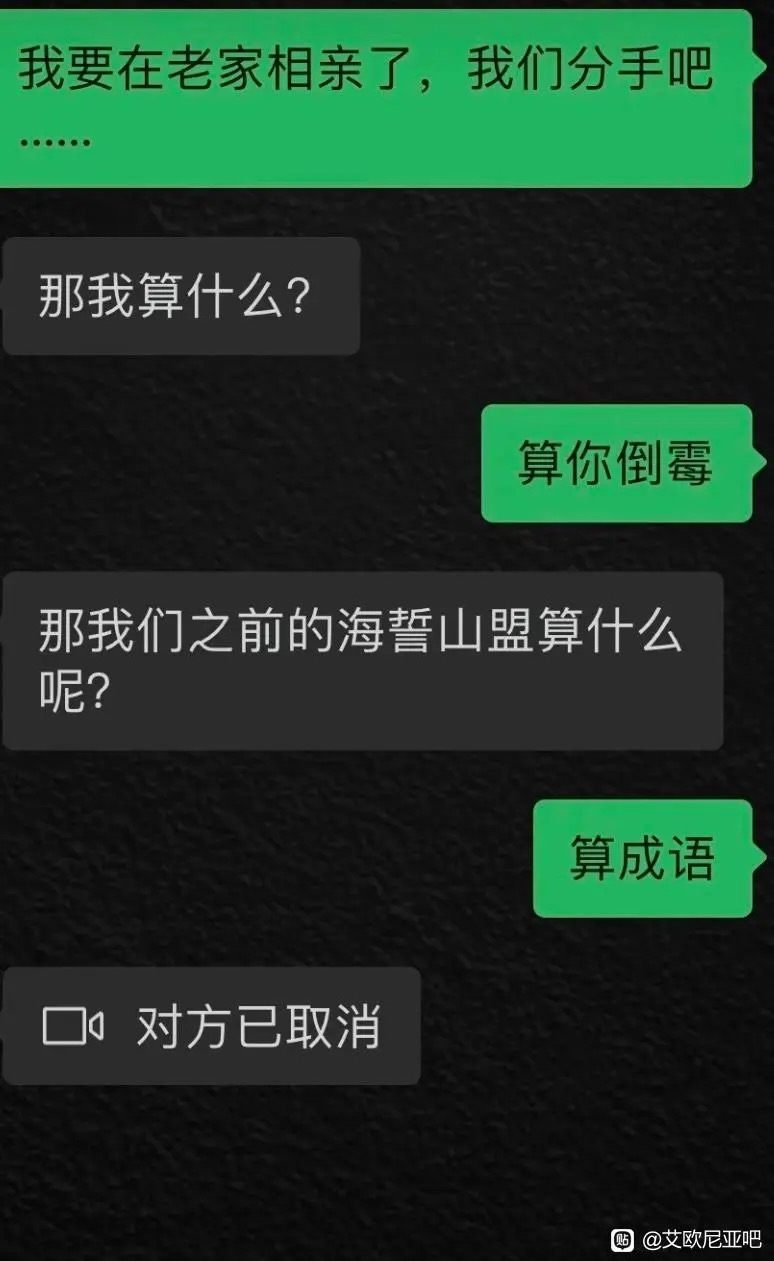 我要在老家相亲了，我们分手吧
……
那我算什么？
算你倒霉
那我们之前的海誓山盟算什么
呢？
算成语
对方已取消
贴 @艾欧尼亚吧